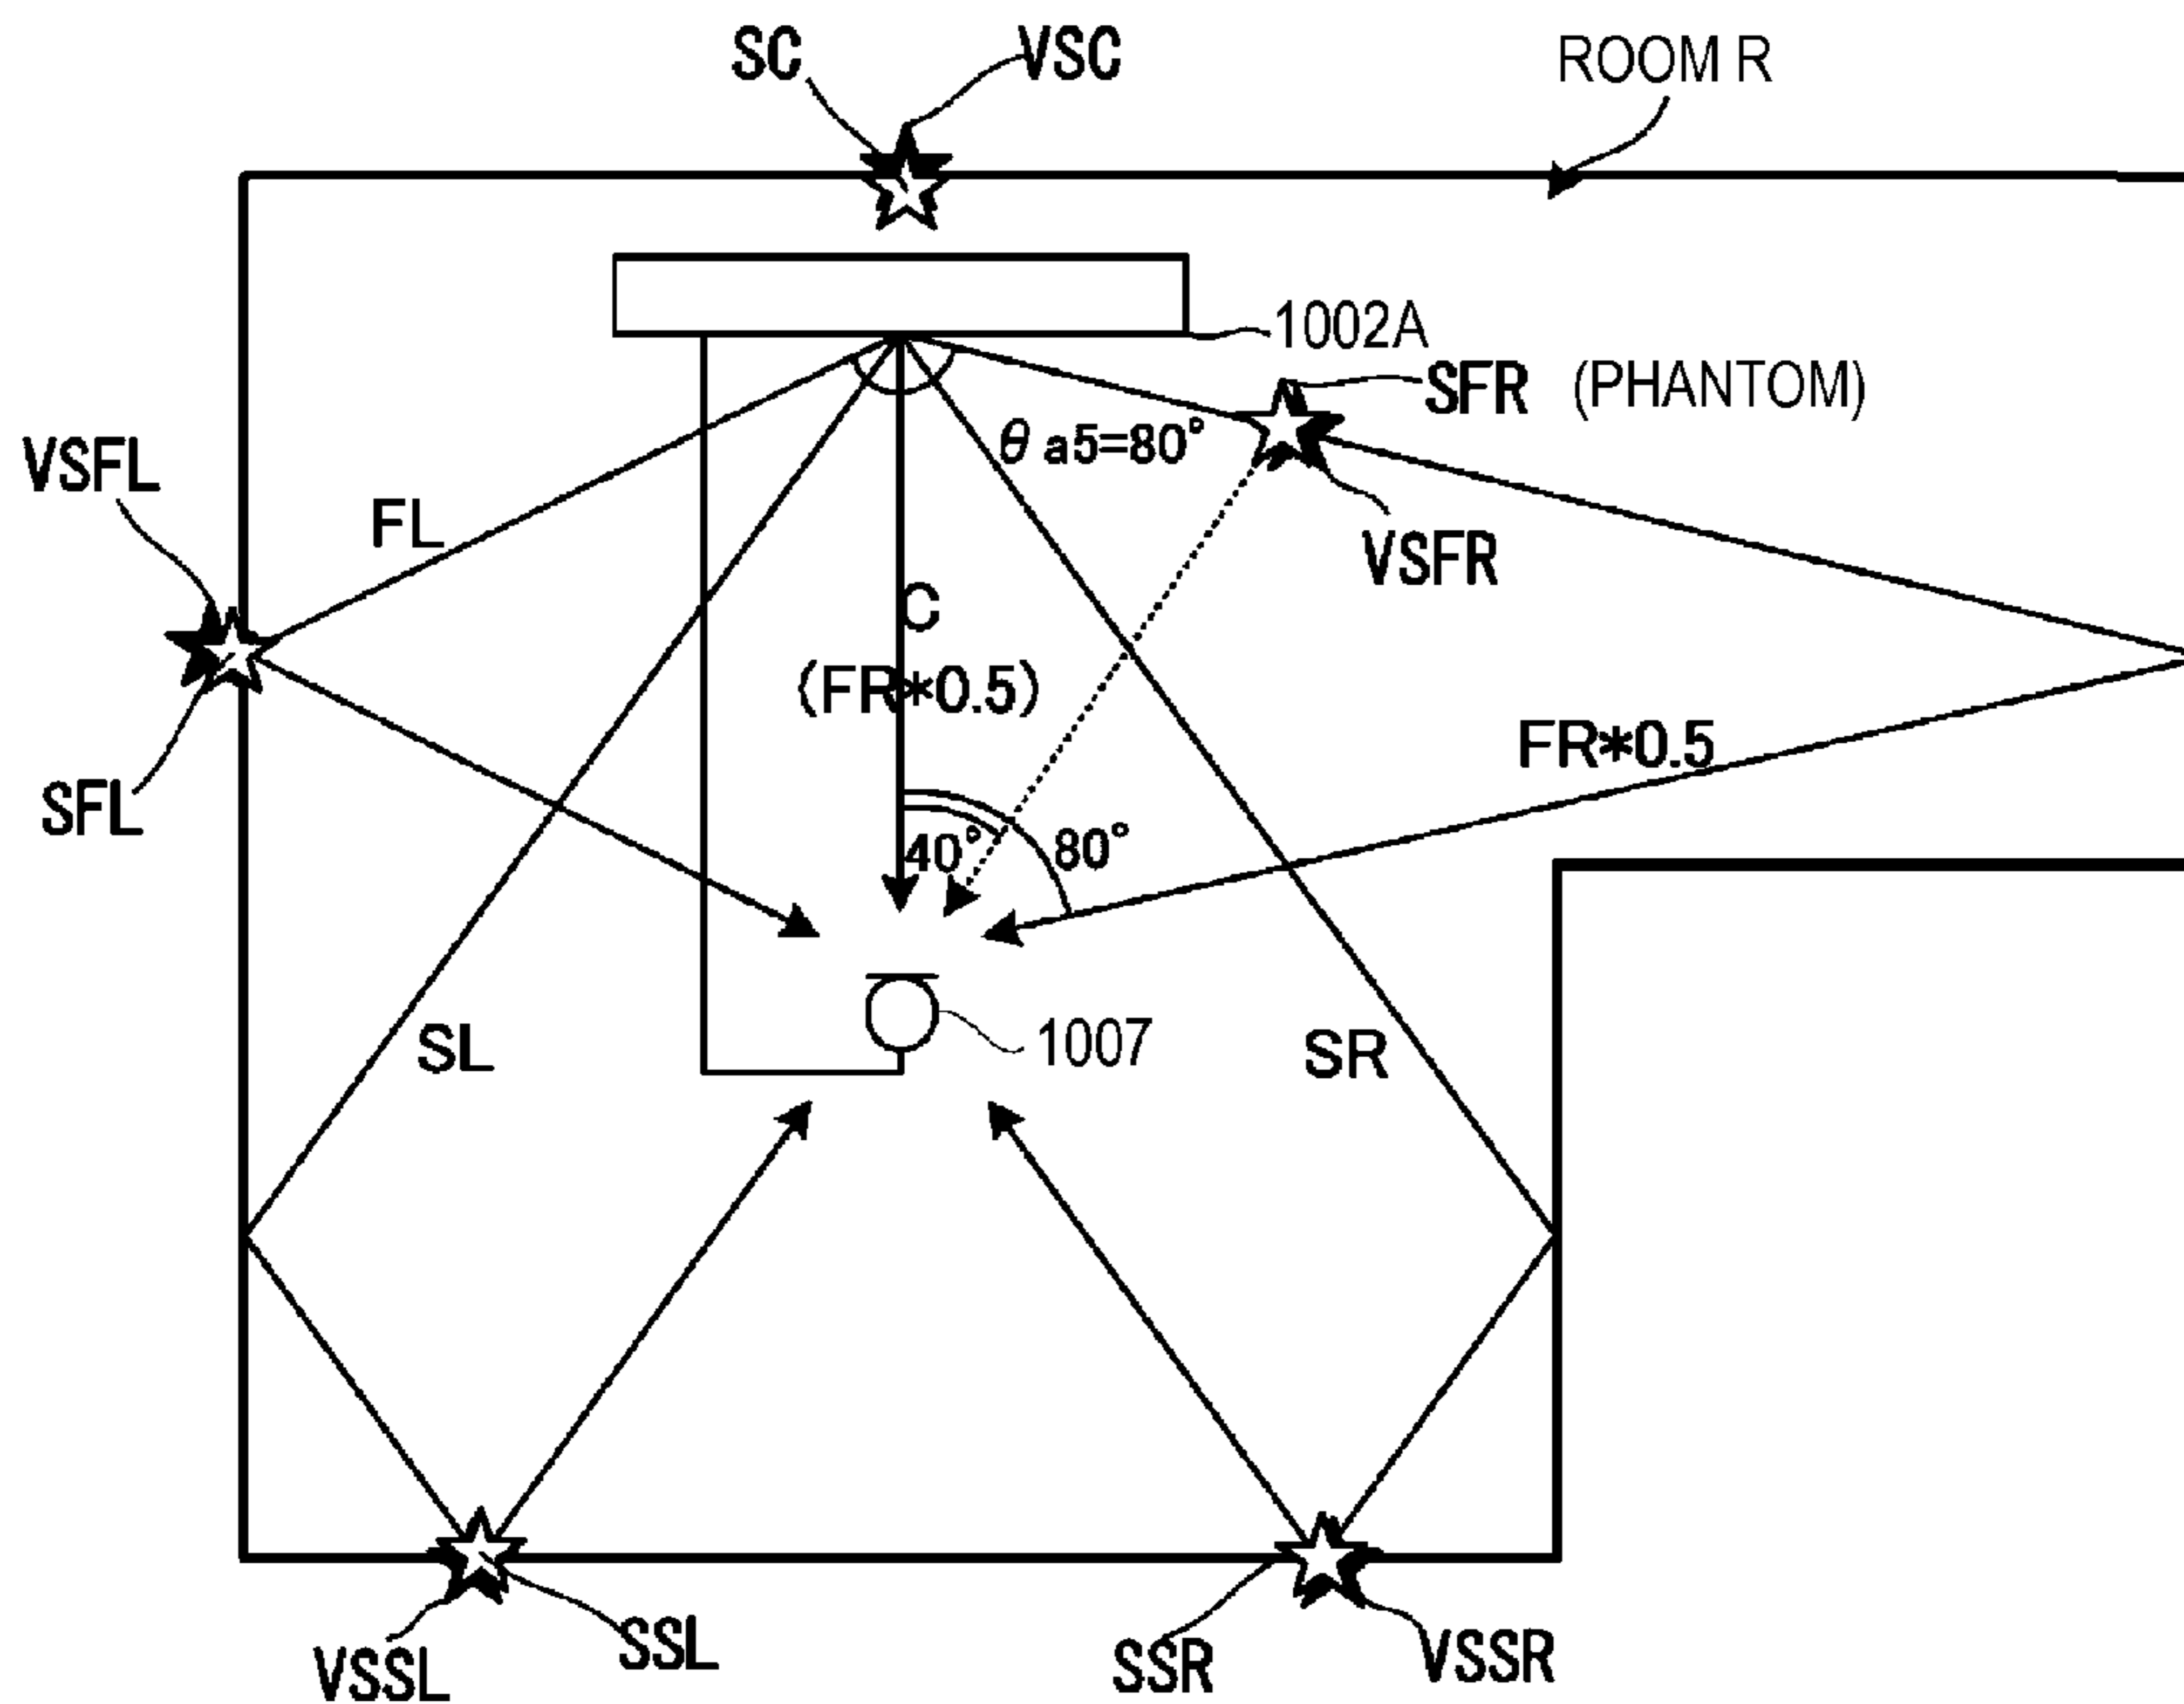 SC
VSC
ROOM R
1002A
SFR (PHANTOM)
θa5=80°
VSFL
FL
VSFR
C
(FR*0.5)
FR*0.5
SFL
40°
80°
1007
SL
SR
VSSL
SSL
SSR
VSSR